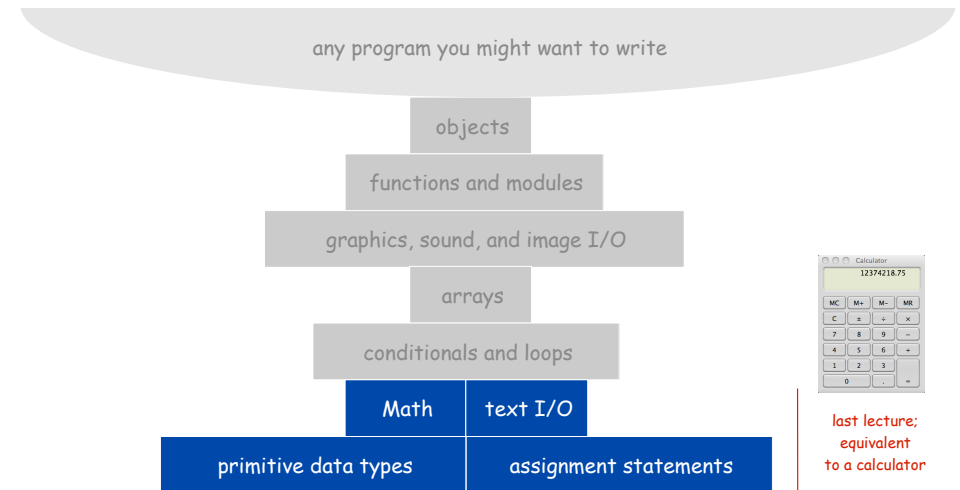 any program you might want to write
objects
functions and modules
graphics, sound, and image I/O
arrays
conditionals and loops
Math text I/O
primitive data types assignment statements
Calculator
12374218.75
MC M+ M- MR
C ± ÷ ×
7 8 9 −
4 5 6 +
1 2 3
0 . =
last lecture;
equivalent
to a calculator